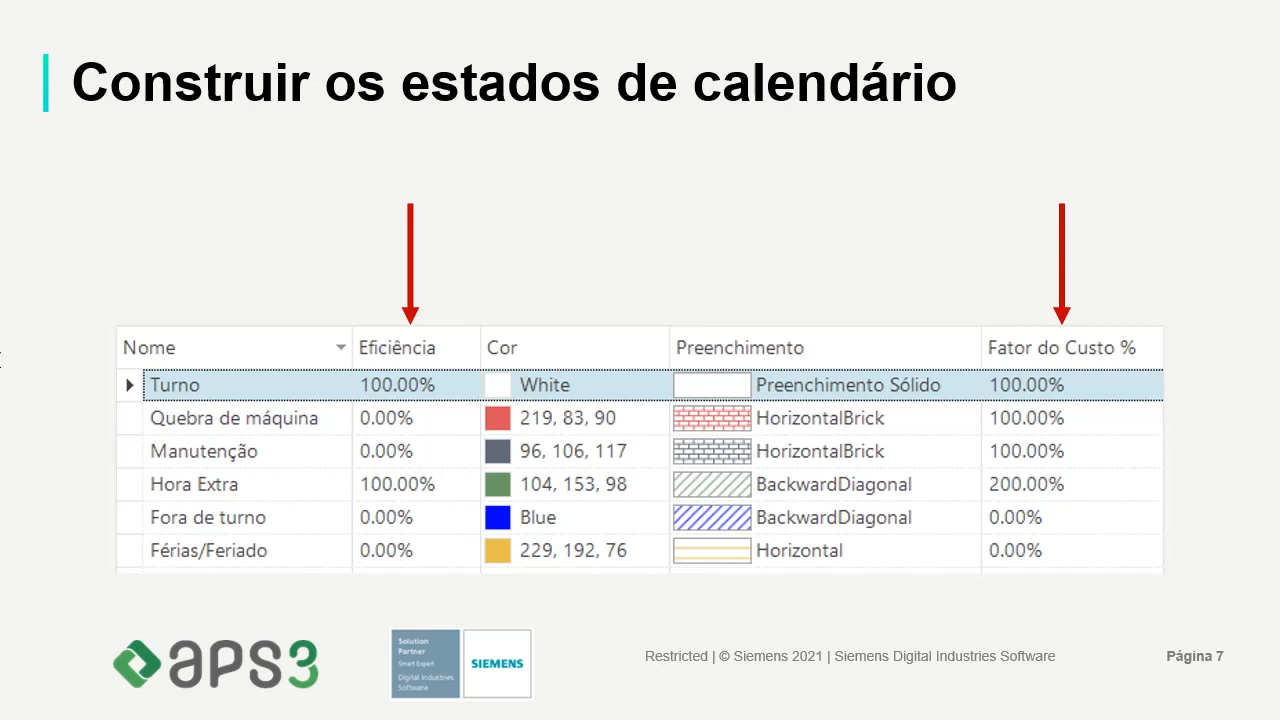 Construir os estados de calendário
Nome Eficiência Cor Preenchimento Fator do Custo %
Turno 100.00% White Preenchimento Sólido 100.00%
Quebra de máquina 0.00% 219, 83, 90 HorizontalBrick 100.00%
Manutenção 0.00% 96, 106, 117 HorizontalBrick 100.00%
Hora Extra 100.00% 104, 153, 98 BackwardDiagonal 200.00%
Fora de turno 0.00% Blue BackwardDiagonal 0.00%
Férias/Feriado 0.00% 229, 192, 76 Horizontal 0.00%
aps3
Solution
Partner
Smart Expert
Digital Industries
Software
SIEMENS
Restricted | © Siemens 2021 | Siemens Digital Industries Software
Página 7